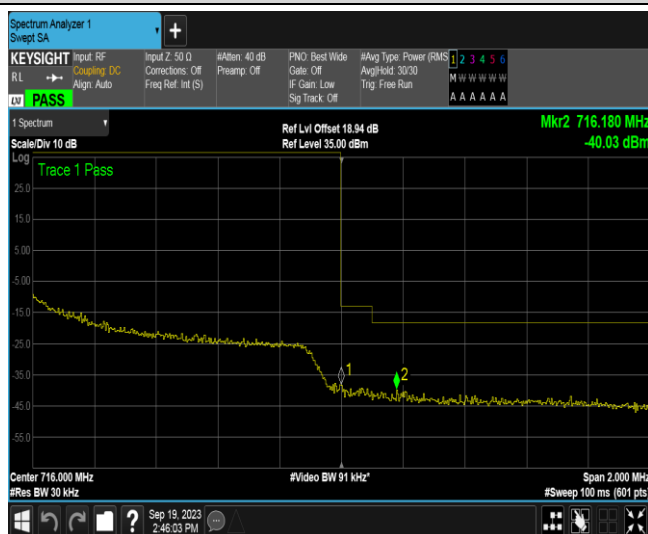 Spectrum Analyzer 1
Swept SA
+
KEYSIGHT
RL
LXI PASS
Input: RF
Coupling: DC
Align: Auto
Input Z: 50 Ω
Corrections: Off
Freq Ref: Int (S)
#Atten: 40 dB
Preamp: Off
PNO: Best Wide
Gate: Off
IF Gain: Low
Sig Track: Off
#Avg Type: Power (RMS
Avg|Hold: 30/30
Trig: Free Run
1 2 3 4 5 6
M W W W W W
A A A A A A
1 Spectrum
Scale/Div 10 dB
Ref Lvl Offset 18.94 dB
Ref Level 35.00 dBm
Mkr2 716.180 MHz
-40.03 dBm
Log
Trace 1 Pass
25.0
15.0
5.00
-5.00
-15.0
-25.0
-35.0
-45.0
-55.0
1
2
Center 716.000 MHz
#Res BW 30 kHz
#Video BW 91 kHz*
Span 2.000 MHz
#Sweep 100 ms (601 pts)
?
Sep 19, 2023
2:46:03 PM